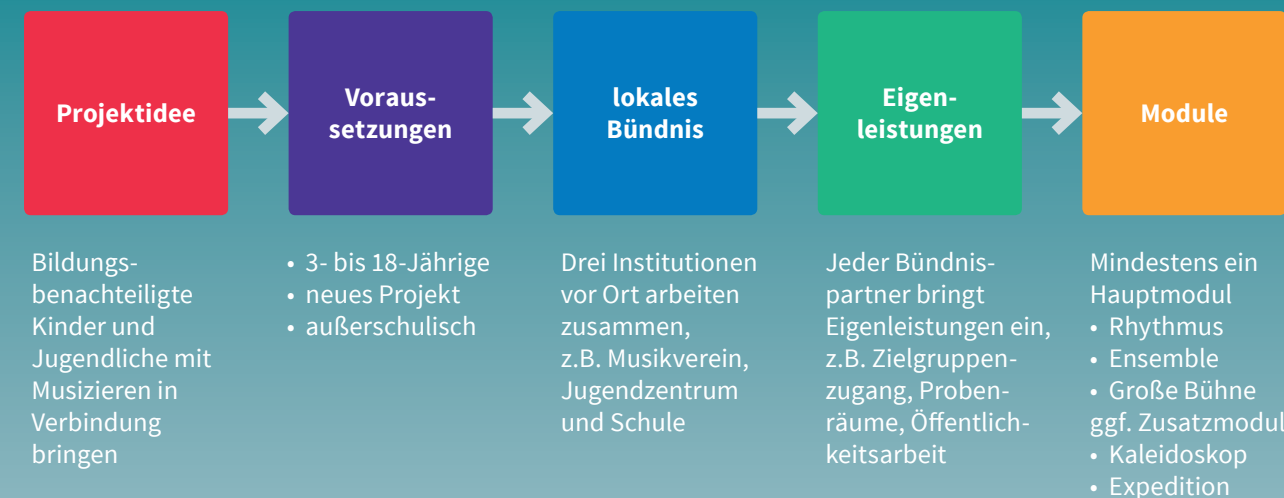 Projektidee
Voraus-
setzungen
lokales
Bündnis
Eigen-
leistungen
Module
Bildungs-
benachteiligte
Kinder und
Jugendliche mit
Musizieren in
Verbindung
bringen
• 3- bis 18-Jährige
• neues Projekt
• außerschulisch
Drei Institutionen
vor Ort arbeiten
zusammen,
z.B. Musikverein,
Jugendzentrum
und Schule
Jeder Bündnis-
partner bringt
Eigenleistungen ein,
z.B. Zielgruppen-
zugang, Proben-
räume, Öffentlich-
keitsarbeit
Mindestens ein
Hauptmodul
• Rhythmus
• Ensemble
• Große Bühne
ggf. Zusatzmodul
• Kaleidoskop
• Expedition